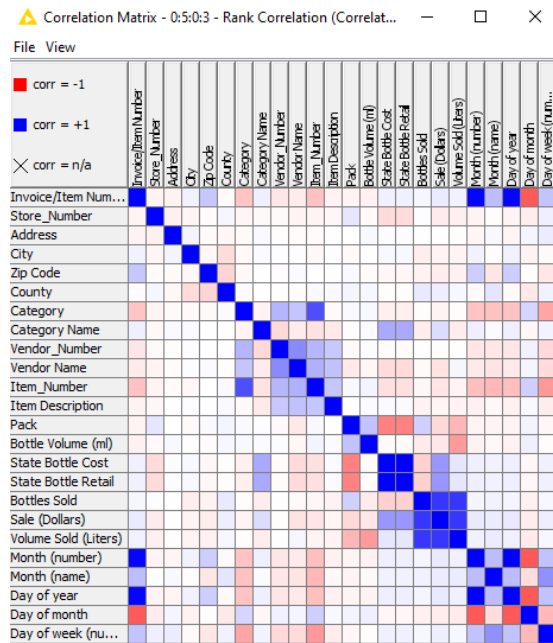 Correlation Matrix - 0:5:0:3 - Rank Correlation (Correlat...
File View
corr = -1
corr = +1
corr = n/a
Invoice/Item Number
Store_Number
Address
City
Zip Code
County
Category
Category Name
Vendor_Number
Vendor Name
Item_Number
Item Description
Pack
Bottle Volume (ml)
State Bottle Cost
State Bottle Retail
Bottles Sold
Sale (Dollars)
Volume Sold (Liters)
Month (number)
Month (name)
Day of year
Day of month
Day of week (num...
Invoice/Item Num...
Store_Number
Address
City
Zip Code
County
Category
Category Name
Vendor_Number
Vendor Name
Item_Number
Item Description
Pack
Bottle Volume (ml)
State Bottle Cost
State Bottle Retail
Bottles Sold
Sale (Dollars)
Volume Sold (Liters)
Month (number)
Month (name)
Day of year
Day of month
Day of week (nu...